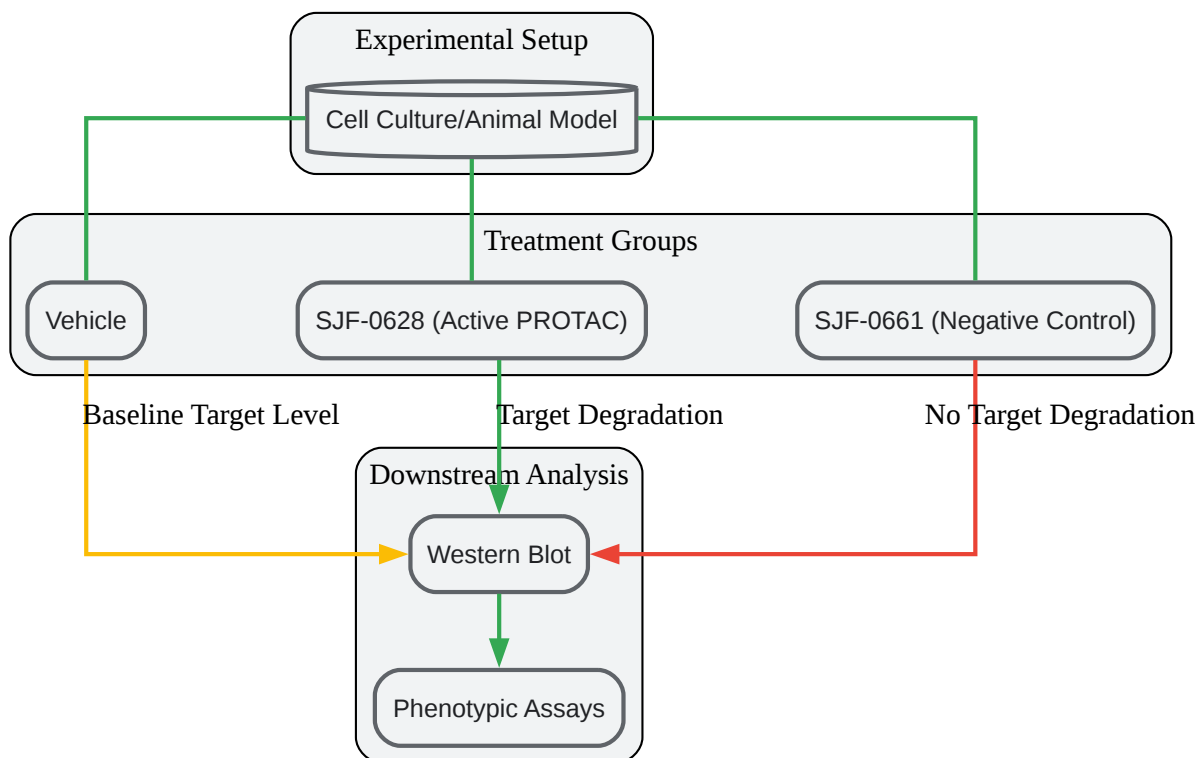 Experimental Setup
Cell Culture/Animal Model
Treatment Groups
Vehicle
SJF-0628 (Active PROTAC)
SJF-0661 (Negative Control)
Baseline Target Level
Target Degradation
No Target Degradation
Downstream Analysis
Western Blot
Phenotypic Assays